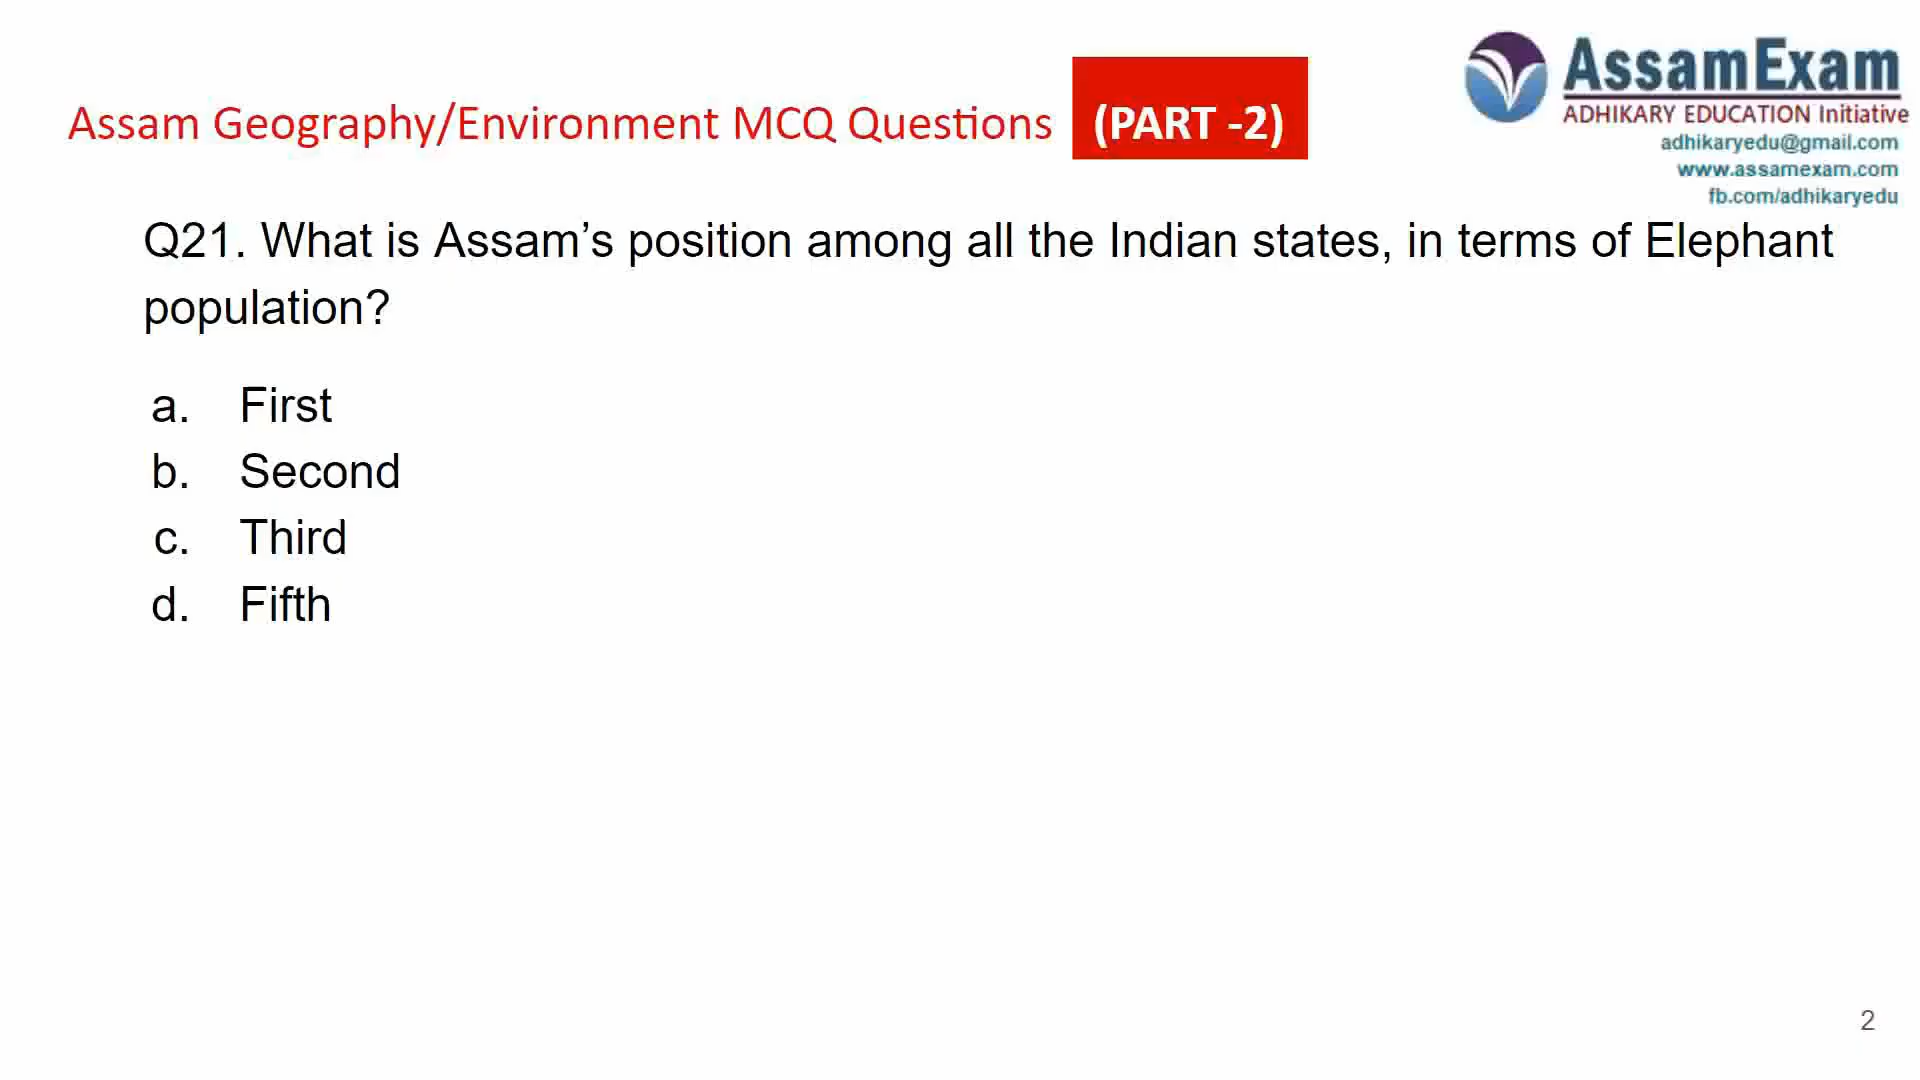 Assam Geography/Environment MCQ Questions (PART -2)
AssamExam
ADHIKARY EDUCATION Initiative
adhikaryedu@gmail.com
www.assamexam.com
fb.com/adhikaryedu
Q21. What is Assam’s position among all the Indian states, in terms of Elephant
population?
a. First
b. Second
c. Third
d. Fifth
2